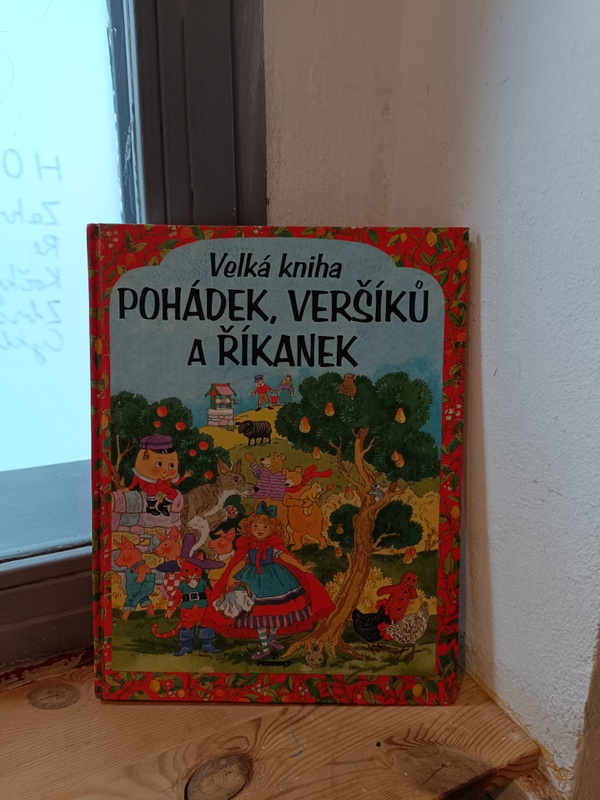 Velká kniha
POHÁDEK, VERŠÍKŮ
A ŘÍKANEK